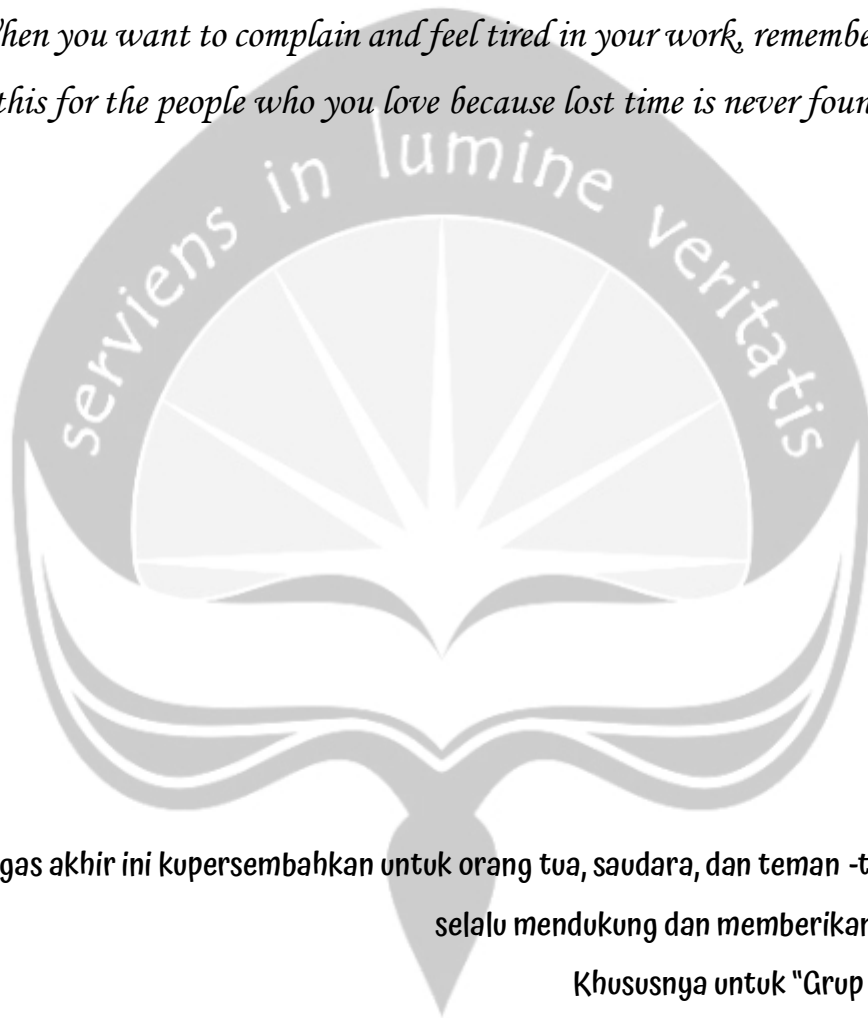 hen you want to complain and feel tired in your work, remembe
this for the people who you love because lost time is never foun
serviens in lumine veritatis
gas akhir ini kupersembahkan untuk orang tua, saudara, dan teman -t
selalu mendukung dan memberikan
Khususnya untuk "Grup